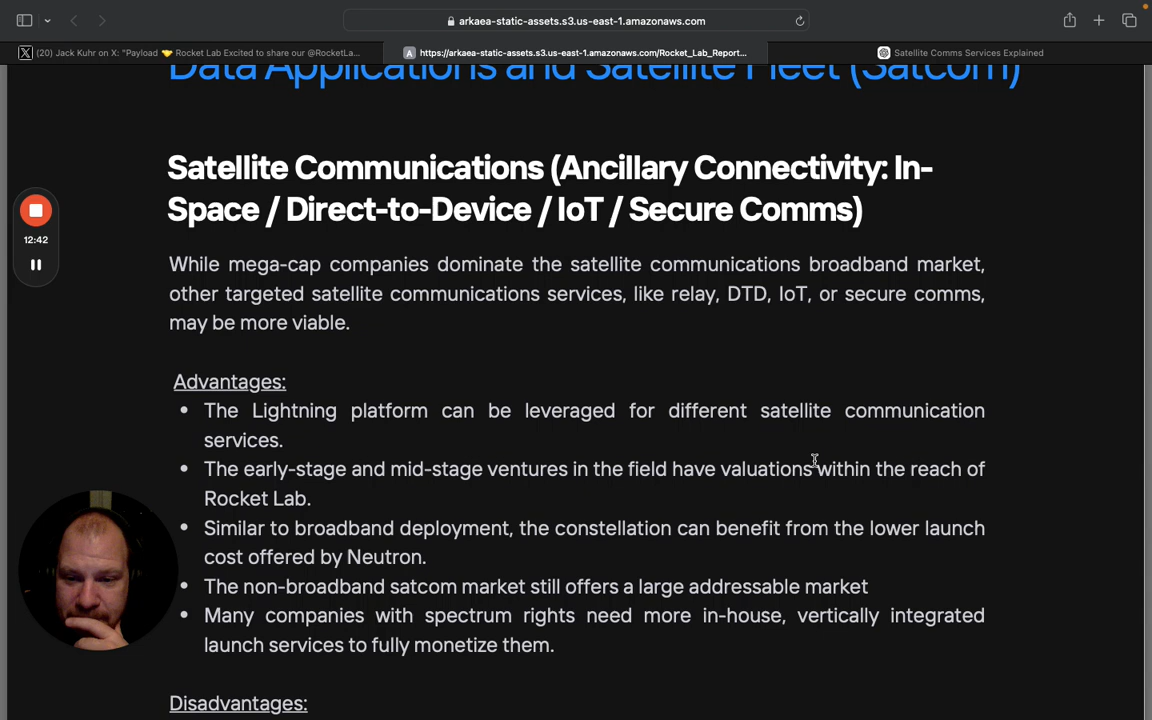 arkaea-static-assets.s3.us-east-1.amazonaws.com
(20) Jack Kuhr on X: "Payload 🤝 Rocket Lab Excited to share our @RocketLa...
A https://arkaea-static-assets.s3.us-east-1.amazonaws.com/Rocket_Lab_Report...
Satellite Comms Services Explained
Data Applications and Satellite Fleet (Satcom)
Satellite Communications (Ancillary Connectivity: In-
Space / Direct-to-Device / IoT / Secure Comms)
12:42
While mega-cap companies dominate the satellite communications broadband market,
other targeted satellite communications services, like relay, DTD, IoT, or secure comms,
may be more viable.
Advantages:
• The Lightning platform can be leveraged for different satellite communication
services.
• The early-stage and mid-stage ventures in the field have valuations within the reach of
Rocket Lab.
• Similar to broadband deployment, the constellation can benefit from the lower launch
cost offered by Neutron.
• The non-broadband satcom market still offers a large addressable market
• Many companies with spectrum rights need more in-house, vertically integrated
launch services to fully monetize them.
Disadvantages: